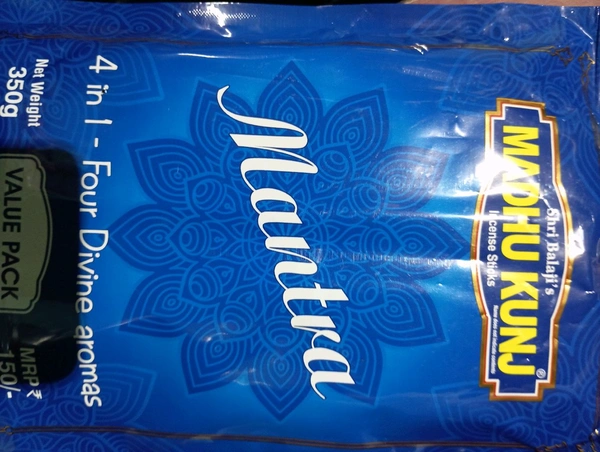 Shri Balaji's
MADHU KUNJ®
Incense Sticks
Mantra
4 in 1 - Four Divine aromas
Net Weight
350g
VALUE PACK
MRP ₹
150/-